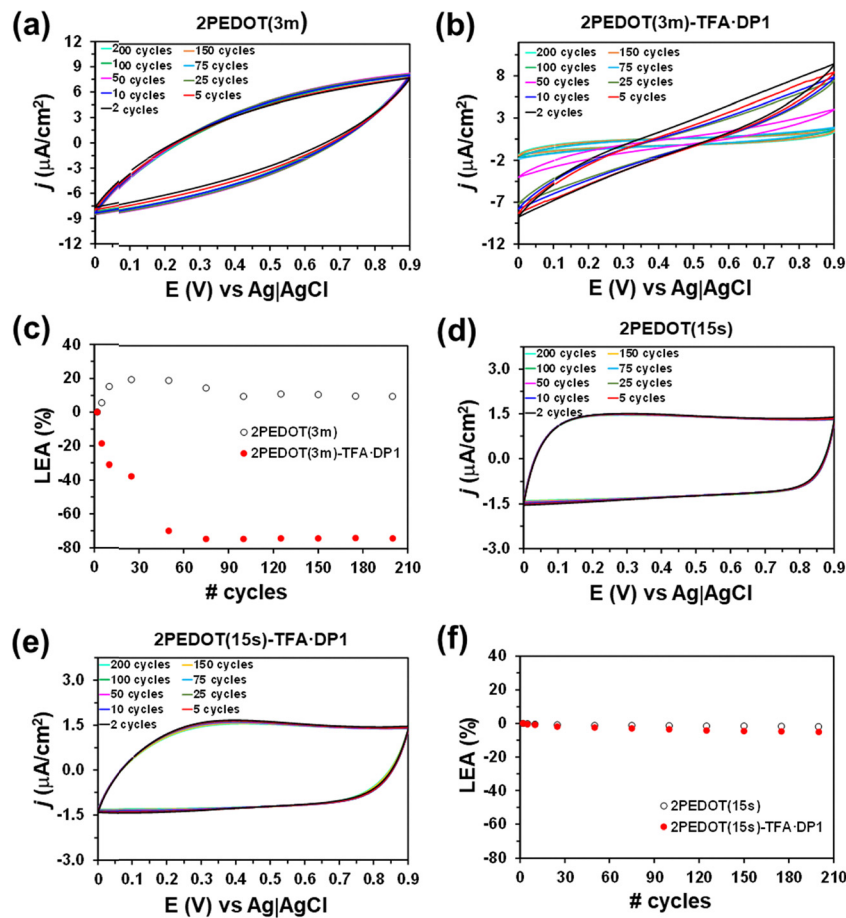 (a)
2PEDOT(3m)
200 cycles 150 cycles
100 cycles 75 cycles
50 cycles 25 cycles
10 cycles 5 cycles
2 cycles
j (μA/cm²)
12
9
6
3
0
-3
-6
-9
-12
0 0.1 0.2 0.3 0.4 0.5 0.6 0.7 0.8 0.9
E (V) vs Ag|AgCl
(b)
2PEDOT(3m)-TFA·DP1
200 cycles 150 cycles
100 cycles 75 cycles
50 cycles 25 cycles
10 cycles 5 cycles
2 cycles
j (μA/cm²)
8
3
-2
-7
-12
0 0.1 0.2 0.3 0.4 0.5 0.6 0.7 0.8 0.9
E (V) vs Ag|AgCl
(c)
LEA (%)
40
20
0
-20
-40
-60
-80
2PEDOT(3m)
2PEDOT(3m)-TFA·DP1
0 30 60 90 120 150 180 210
# cycles
(d)
2PEDOT(15s)
200 cycles 150 cycles
100 cycles 75 cycles
50 cycles 25 cycles
10 cycles 5 cycles
2 cycles
j (μA/cm²)
3.0
1.5
0.0
-1.5
-3.0
0 0.1 0.2 0.3 0.4 0.5 0.6 0.7 0.8 0.9
E (V) vs Ag|AgCl
(e)
2PEDOT(15s)-TFA·DP1
200 cycles 150 cycles
100 cycles 75 cycles
50 cycles 25 cycles
10 cycles 5 cycles
2 cycles
j (μA/cm²)
3.0
1.5
0.0
-1.5
-3.0
0 0.1 0.2 0.3 0.4 0.5 0.6 0.7 0.8 0.9
E (V) vs Ag|AgCl
(f)
LEA (%)
40
20
0
-20
-40
-60
-80
2PEDOT(15s)
2PEDOT(15s)-TFA·DP1
0 30 60 90 120 150 180 210
# cycles